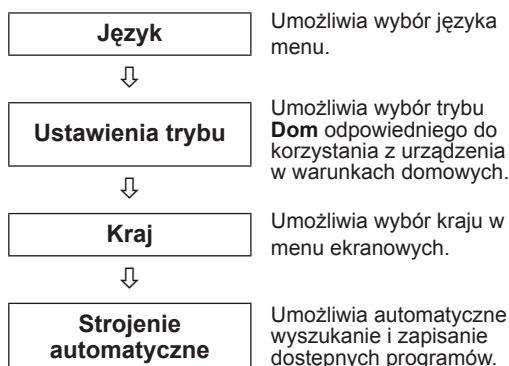 Język
Umożliwia wybór języka
menu.
Ustawienia trybu
Umożliwia wybór trybu
Dom odpowiedniego do
korzystania z urządzenia
w warunkach domowych.
Kraj
Umożliwia wybór kraju w
menu ekranowych.
Strojenie
automatyczne
Umożliwia automatyczne
wyszukanie i zapisanie
dostępnych programów.